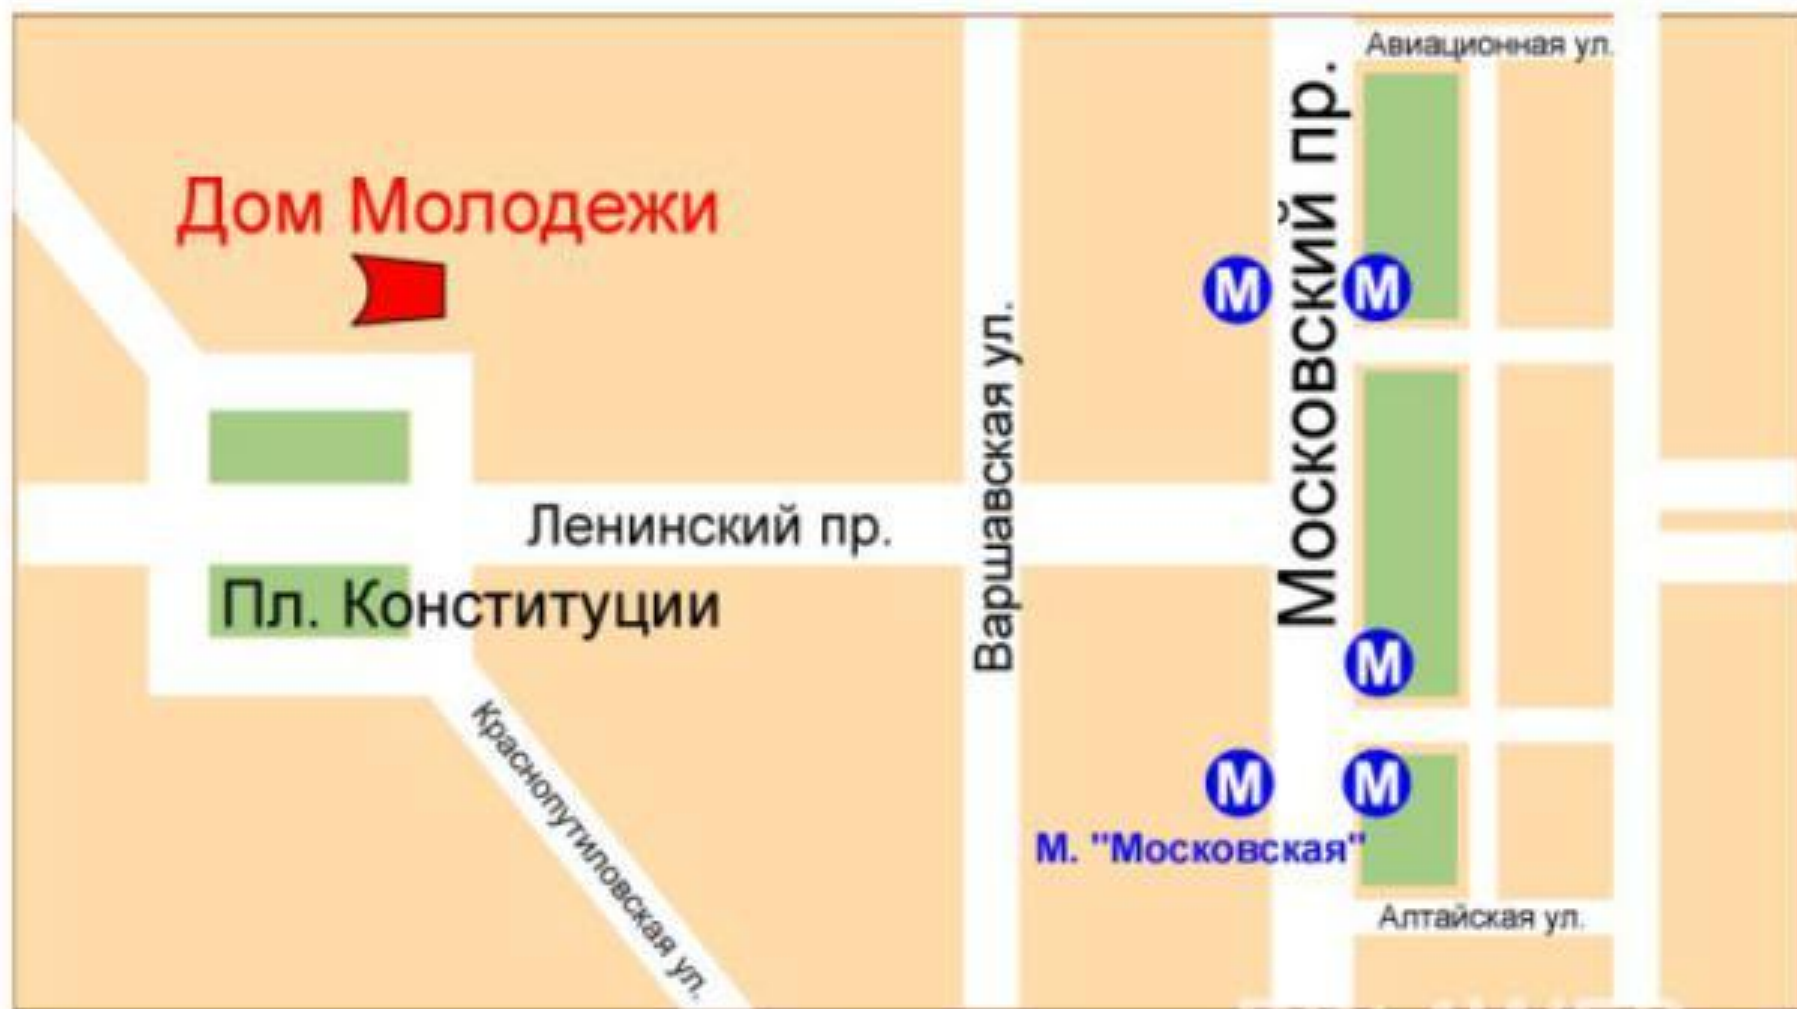 Авиационная ул.
Московский пр.
Дом Молодежи
М
М
Варшавская ул.
Ленинский пр.
Пл. Конституции
М
Краснопутиловская ул.
М
М
М. "Московская"
Алтайская ул.